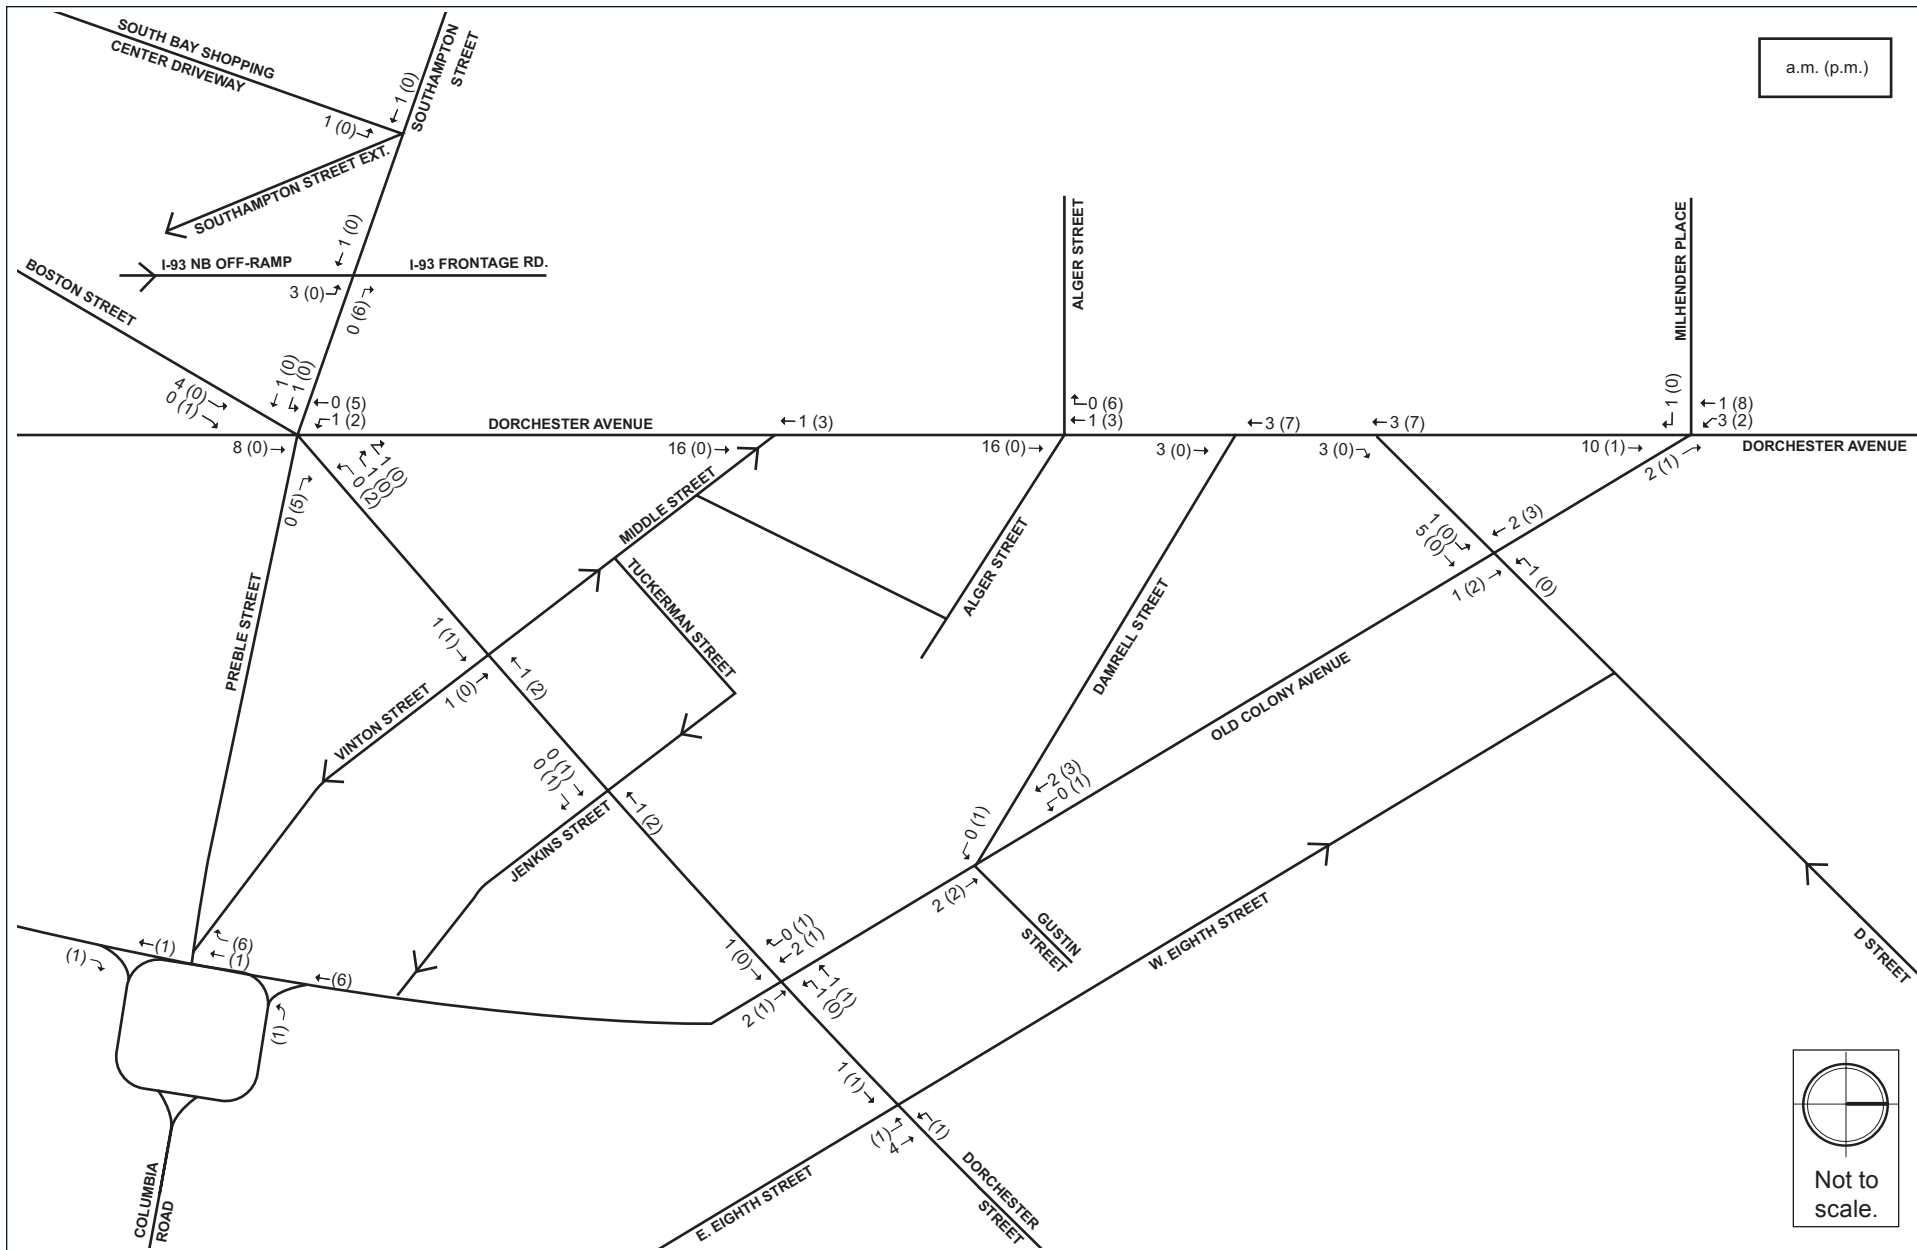 SOUTH BAY SHOPPING
CENTER DRIVEWAY
SOUTHAMPTON
STREET
a.m. (p.m.)
1 (0)
1 (0)
SOUTHAMPTON STREET EXT.
1 (0)
I-93 NB OFF-RAMP
I-93 FRONTAGE RD.
3 (0)
0 (6)
BOSTON STREET
4 (0)
0 (1)
1 (0)
1 (0)
0 (5)
1 (2)
8 (0)
0 (5)
1 (0)
1 (0)
0 (2)
DORCHESTER AVENUE
1 (3)
16 (0)
ALGER STREET
0 (6)
1 (3)
16 (0)
3 (7)
3 (0)
3 (7)
3 (0)
MILHENDER PLACE
1 (0)
1 (8)
3 (2)
10 (1)
2 (1)
DORCHESTER AVENUE
MIDDLE STREET
TUCKERMAN STREET
ALGER STREET
DAMRELL STREET
2 (3)
1 (0)
5 (0)
1 (2)
1 (0)
PREBLE STREET
1 (1)
1 (0)
1 (2)
VINTON STREET
0 (1)
0 (1)
1 (2)
JENKINS STREET
OLD COLONY AVENUE
2 (3)
0 (1)
0 (1)
2 (2)
GUSTIN
STREET
W. EIGHTH STREET
D STREET
(1)
(1)
(6)
(1)
(6)
(1)
0 (1)
2 (1)
1 (0)
2 (1)
1 (1)
1 (0)
1 (1)
(1)
(1)
4
E. EIGHTH STREET
DORCHESTER
STREET
COLUMBIA
ROAD
Not to
scale.